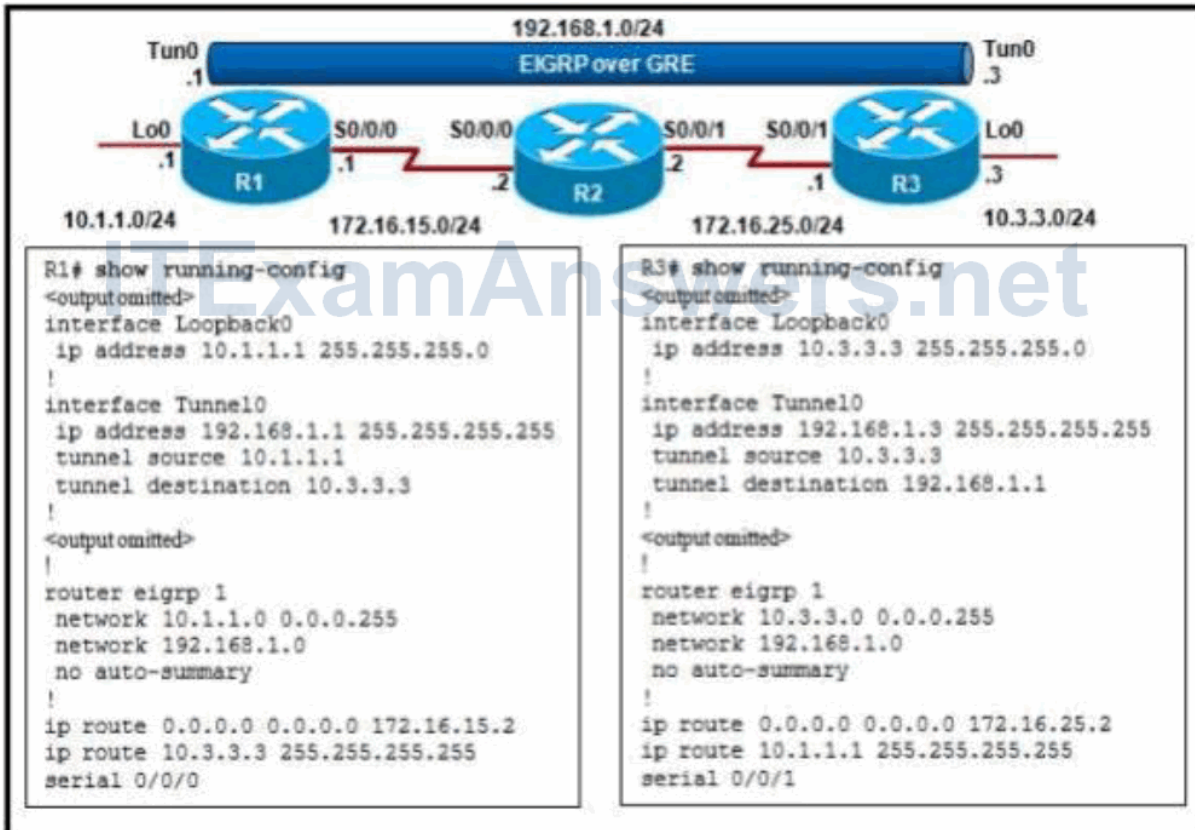 192.168.1.0/24
Tun0
.1
EIGRP over GRE
Tun0
.3
Lo0
.1
R1
S0/0/0
.1
S0/0/0
.2
R2
S0/0/1
.2
S0/0/1
.1
R3
Lo0
.3
10.1.1.0/24
172.16.15.0/24
172.16.25.0/24
10.3.3.0/24
ITExamAnswers.net
R1# show running-config
<output omitted>
interface Loopback0
ip address 10.1.1.1 255.255.255.0
!
interface Tunnel0
ip address 192.168.1.1 255.255.255.255
tunnel source 10.1.1.1
tunnel destination 10.3.3.3
!
<output omitted>
!
router eigrp 1
network 10.1.1.0 0.0.0.255
network 192.168.1.0
no auto-summary
!
ip route 0.0.0.0 0.0.0.0 172.16.15.2
ip route 10.3.3.3 255.255.255.255
serial 0/0/0
R3# show running-config
<output omitted>
interface Loopback0
ip address 10.3.3.3 255.255.255.0
!
interface Tunnel0
ip address 192.168.1.3 255.255.255.255
tunnel source 10.3.3.3
tunnel destination 192.168.1.1
!
<output omitted>
!
router eigrp 1
network 10.3.3.0 0.0.0.255
network 192.168.1.0
no auto-summary
!
ip route 0.0.0.0 0.0.0.0 172.16.25.2
ip route 10.1.1.1 255.255.255.255
serial 0/0/1